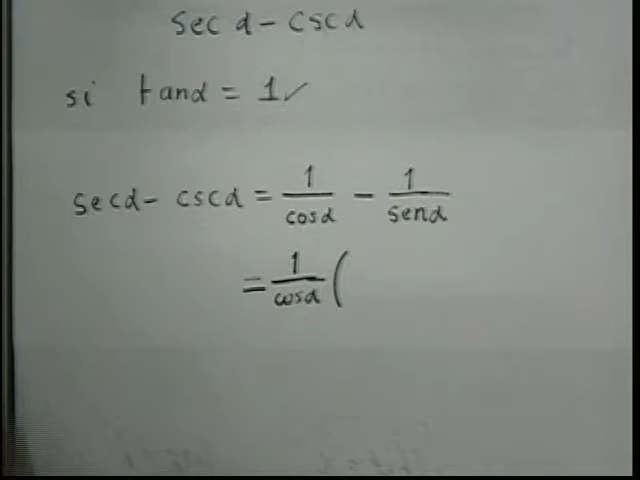 sec α - csc α
si tan α = 1 ✓
sec α - csc α = 1/cos α - 1/sen α
= 1/cos α (